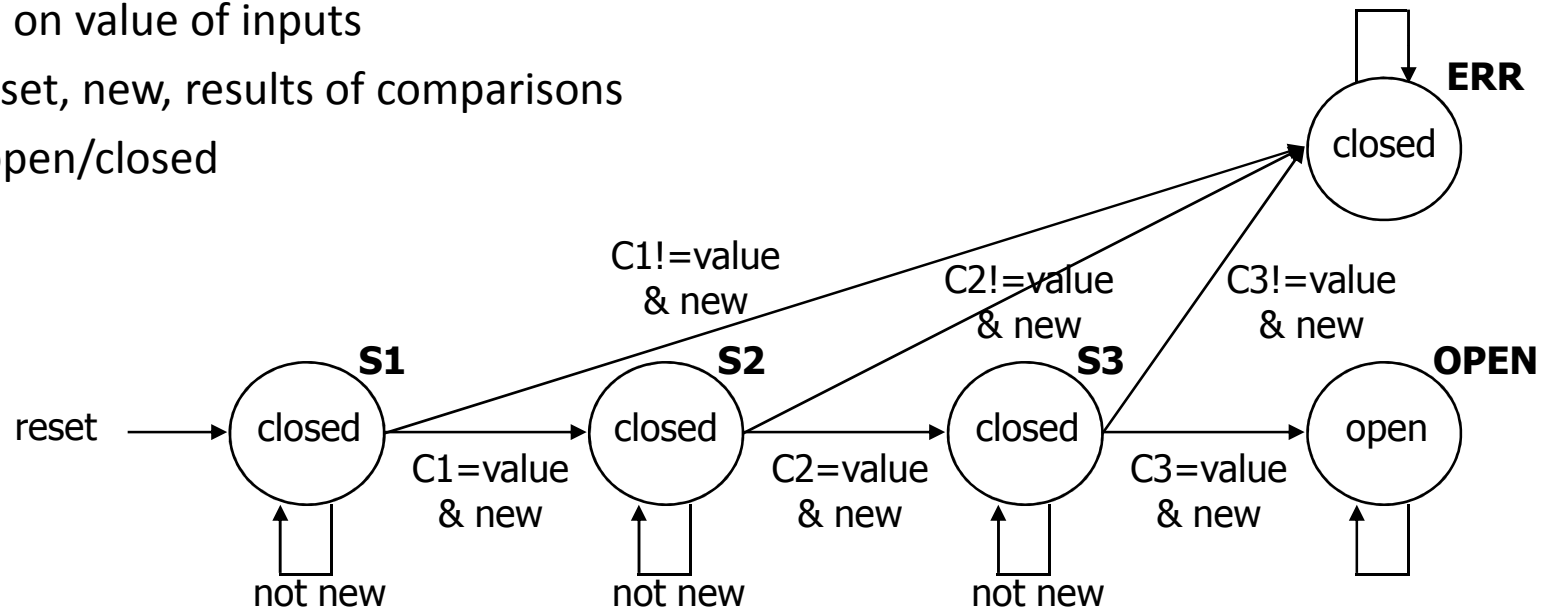 on value of inputs
set, new, results of comparisons
open/closed
ERR
closed
C1!=value
& new
C2!=value
& new
C3!=value
& new
S1
S2
S3
OPEN
reset
closed
closed
closed
open
C1=value
& new
C2=value
& new
C3=value
& new
not new
not new
not new